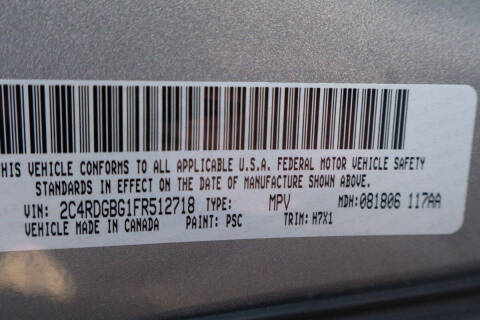 THIS VEHICLE CONFORMS TO ALL APPLICABLE U.S.A. FEDERAL MOTOR VEHICLE SAFETY
STANDARDS IN EFFECT ON THE DATE OF MANUFACTURE SHOWN ABOVE.
VIN: 2C4RDGBG1FR512718 TYPE: MPV MDH:081806 117AA
VEHICLE MADE IN CANADA PAINT: PSC TRIM: H7X1